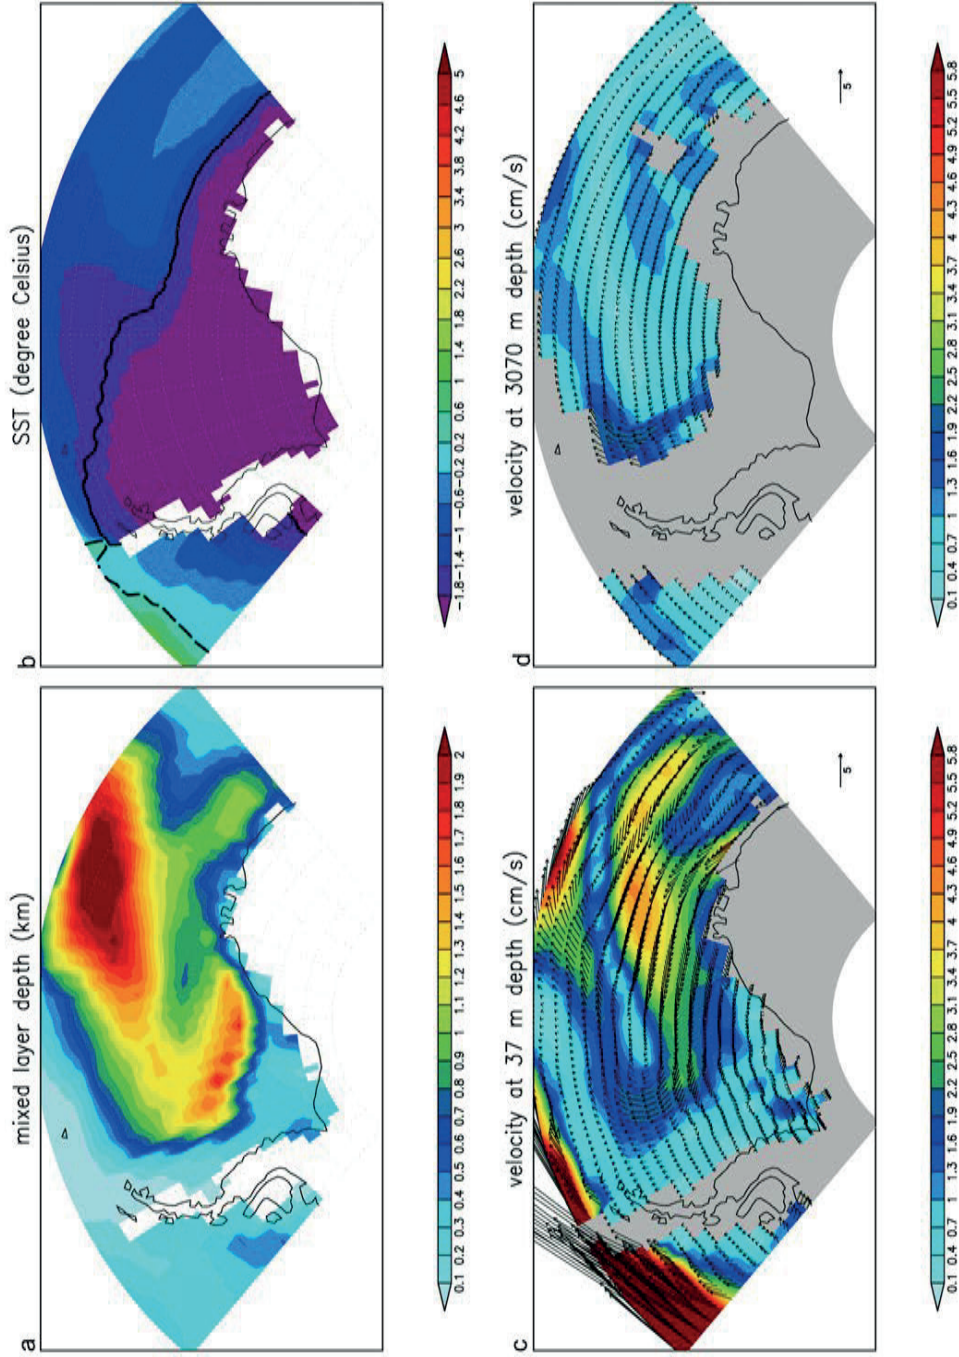 a
mixed layer depth (km)
0.1 0.2 0.3 0.4 0.5 0.6 0.7 0.8 0.9 1 1.1 1.2 1.3 1.4 1.5 1.6 1.7 1.8 1.9 2
b
SST (degree Celsius)
−1.8−1.4 −1 −0.6−0.2 0.2 0.6 1 1.4 1.8 2.2 2.6 3 3.4 3.8 4.2 4.6 5
c
velocity at 37 m depth (cm/s)
5
0.1 0.4 0.7 1 1.3 1.6 1.9 2.2 2.5 2.8 3.1 3.4 3.7 4 4.3 4.6 4.9 5.2 5.5 5.8
d
velocity at 3070 m depth (cm/s)
5
0.1 0.4 0.7 1 1.3 1.6 1.9 2.2 2.5 2.8 3.1 3.4 3.7 4 4.3 4.6 4.9 5.2 5.5 5.8